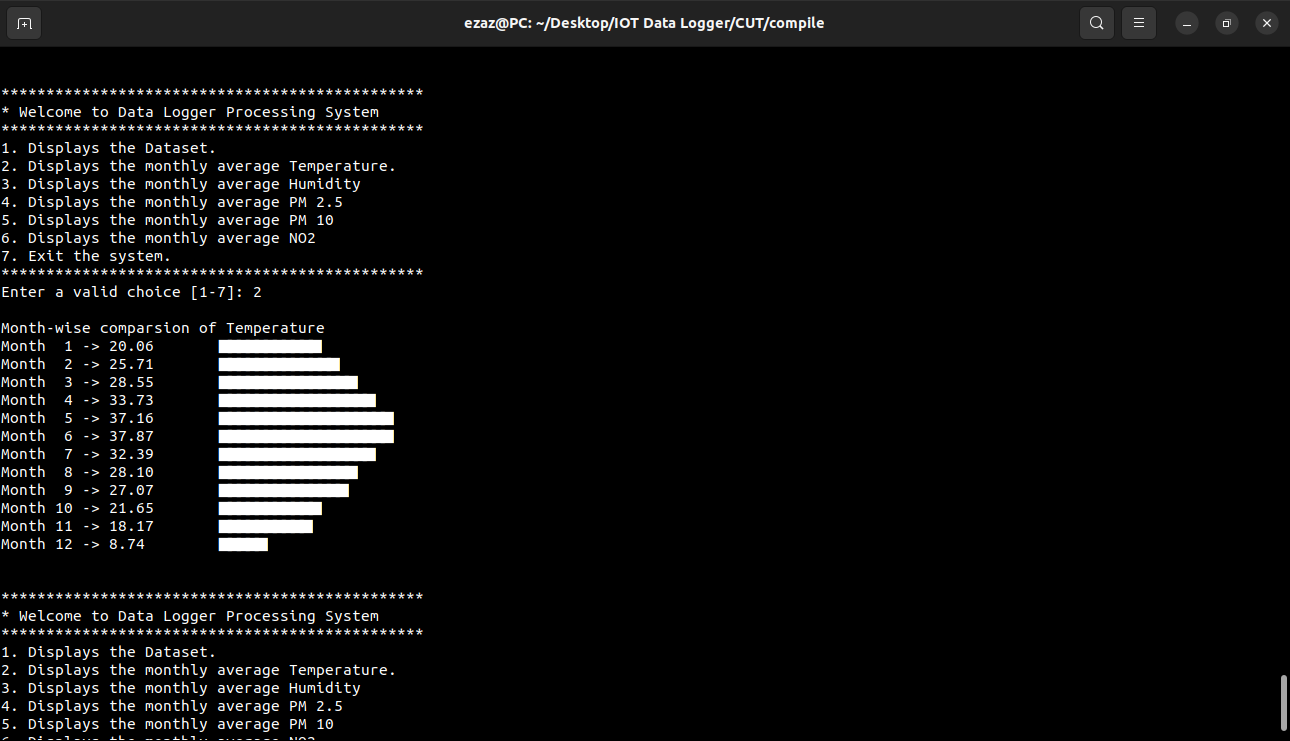 ezaz@PC: ~/Desktop/IOT Data Logger/CUT/compile
***********************************************
* Welcome to Data Logger Processing System
***********************************************
1. Displays the Dataset.
2. Displays the monthly average Temperature.
3. Displays the monthly average Humidity
4. Displays the monthly average PM 2.5
5. Displays the monthly average PM 10
6. Displays the monthly average NO2
7. Exit the system.
***********************************************
Enter a valid choice [1-7]: 2
Month-wise comparsion of Temperature
Month  1 -> 20.06
Month  2 -> 25.71
Month  3 -> 28.55
Month  4 -> 33.73
Month  5 -> 37.16
Month  6 -> 37.87
Month  7 -> 32.39
Month  8 -> 28.10
Month  9 -> 27.07
Month 10 -> 21.65
Month 11 -> 18.17
Month 12 -> 8.74
***********************************************
* Welcome to Data Logger Processing System
***********************************************
1. Displays the Dataset.
2. Displays the monthly average Temperature.
3. Displays the monthly average Humidity
4. Displays the monthly average PM 2.5
5. Displays the monthly average PM 10
6. Displays the monthly average NO2